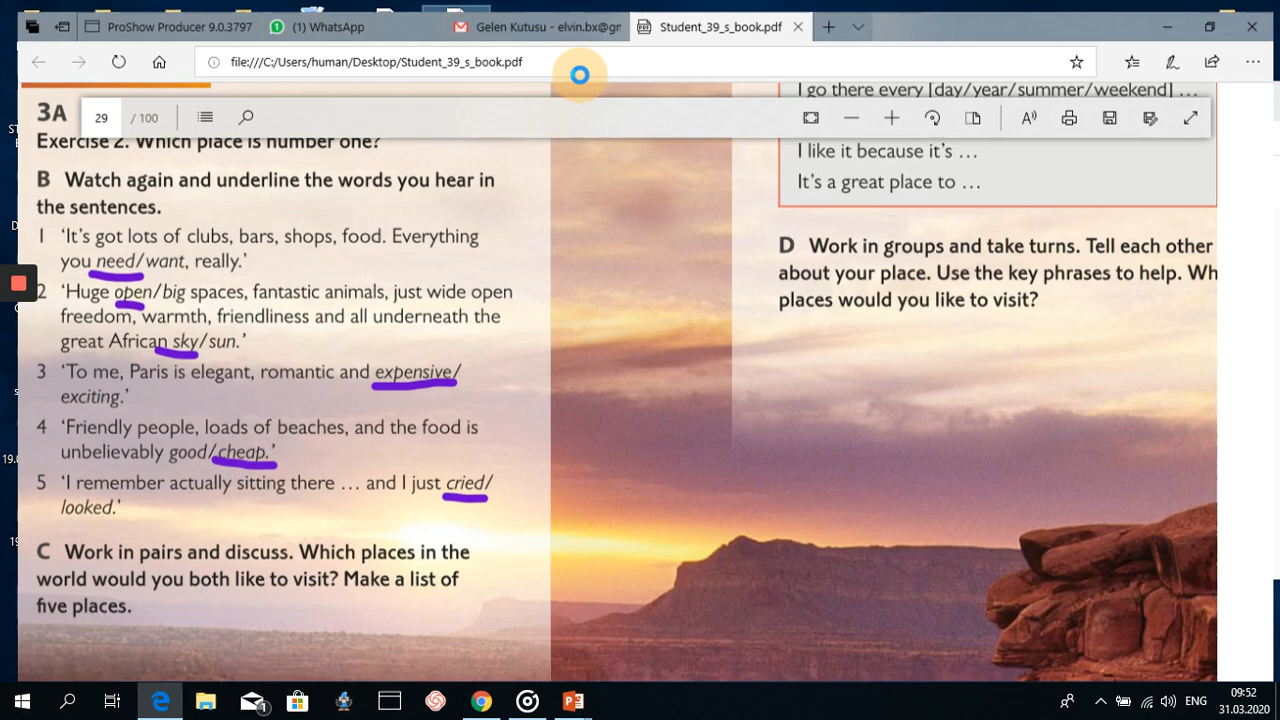 ProShow Producer 9.0.3797
(1) WhatsApp
Gelen Kutusu - elvin.bx@gr
Student_39_s_book.pdf
file:///C:/Users/human/Desktop/Student_39_s_book.pdf
29 / 100
3A
Exercise 2. Which place is number one?
B Watch again and underline the words you hear in
the sentences.
1 ‘It’s got lots of clubs, bars, shops, food. Everything
you need/want, really.’
2 ‘Huge open/big spaces, fantastic animals, just wide open
freedom, warmth, friendliness and all underneath the
great African sky/sun.’
3 ‘To me, Paris is elegant, romantic and expensive/
exciting.’
4 ‘Friendly people, loads of beaches, and the food is
unbelievably good/cheap.’
5 ‘I remember actually sitting there … and I just cried/
looked.’
C Work in pairs and discuss. Which places in the
world would you both like to visit? Make a list of
five places.
I go there every [day/year/summer/weekend] …
I like it because it’s …
It’s a great place to …
D Work in groups and take turns. Tell each other
about your place. Use the key phrases to help. Wh
places would you like to visit?
19.0
19
1
ENG
09:52
31.03.2020